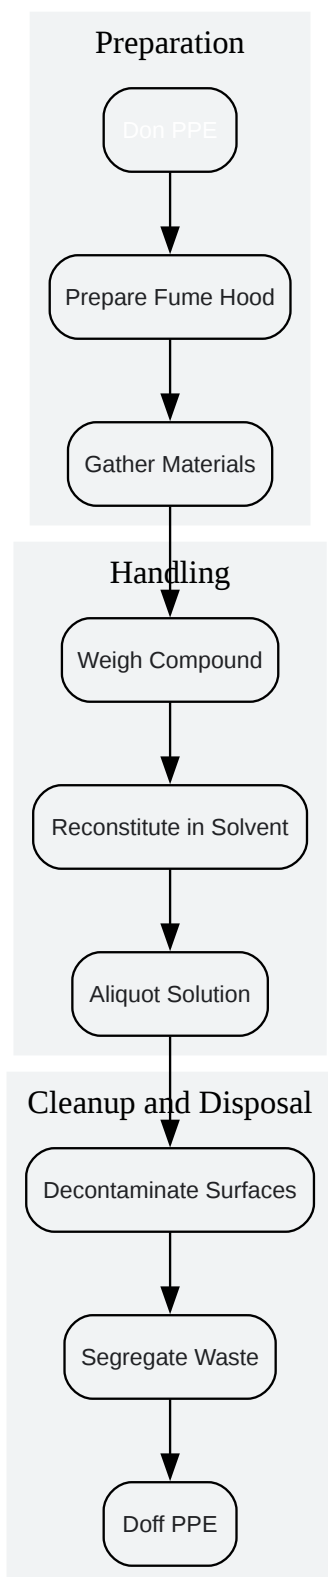 Preparation
Don PPE
Prepare Fume Hood
Gather Materials
Handling
Weigh Compound
Reconstitute in Solvent
Aliquot Solution
Cleanup and Disposal
Decontaminate Surfaces
Segregate Waste
Doff PPE